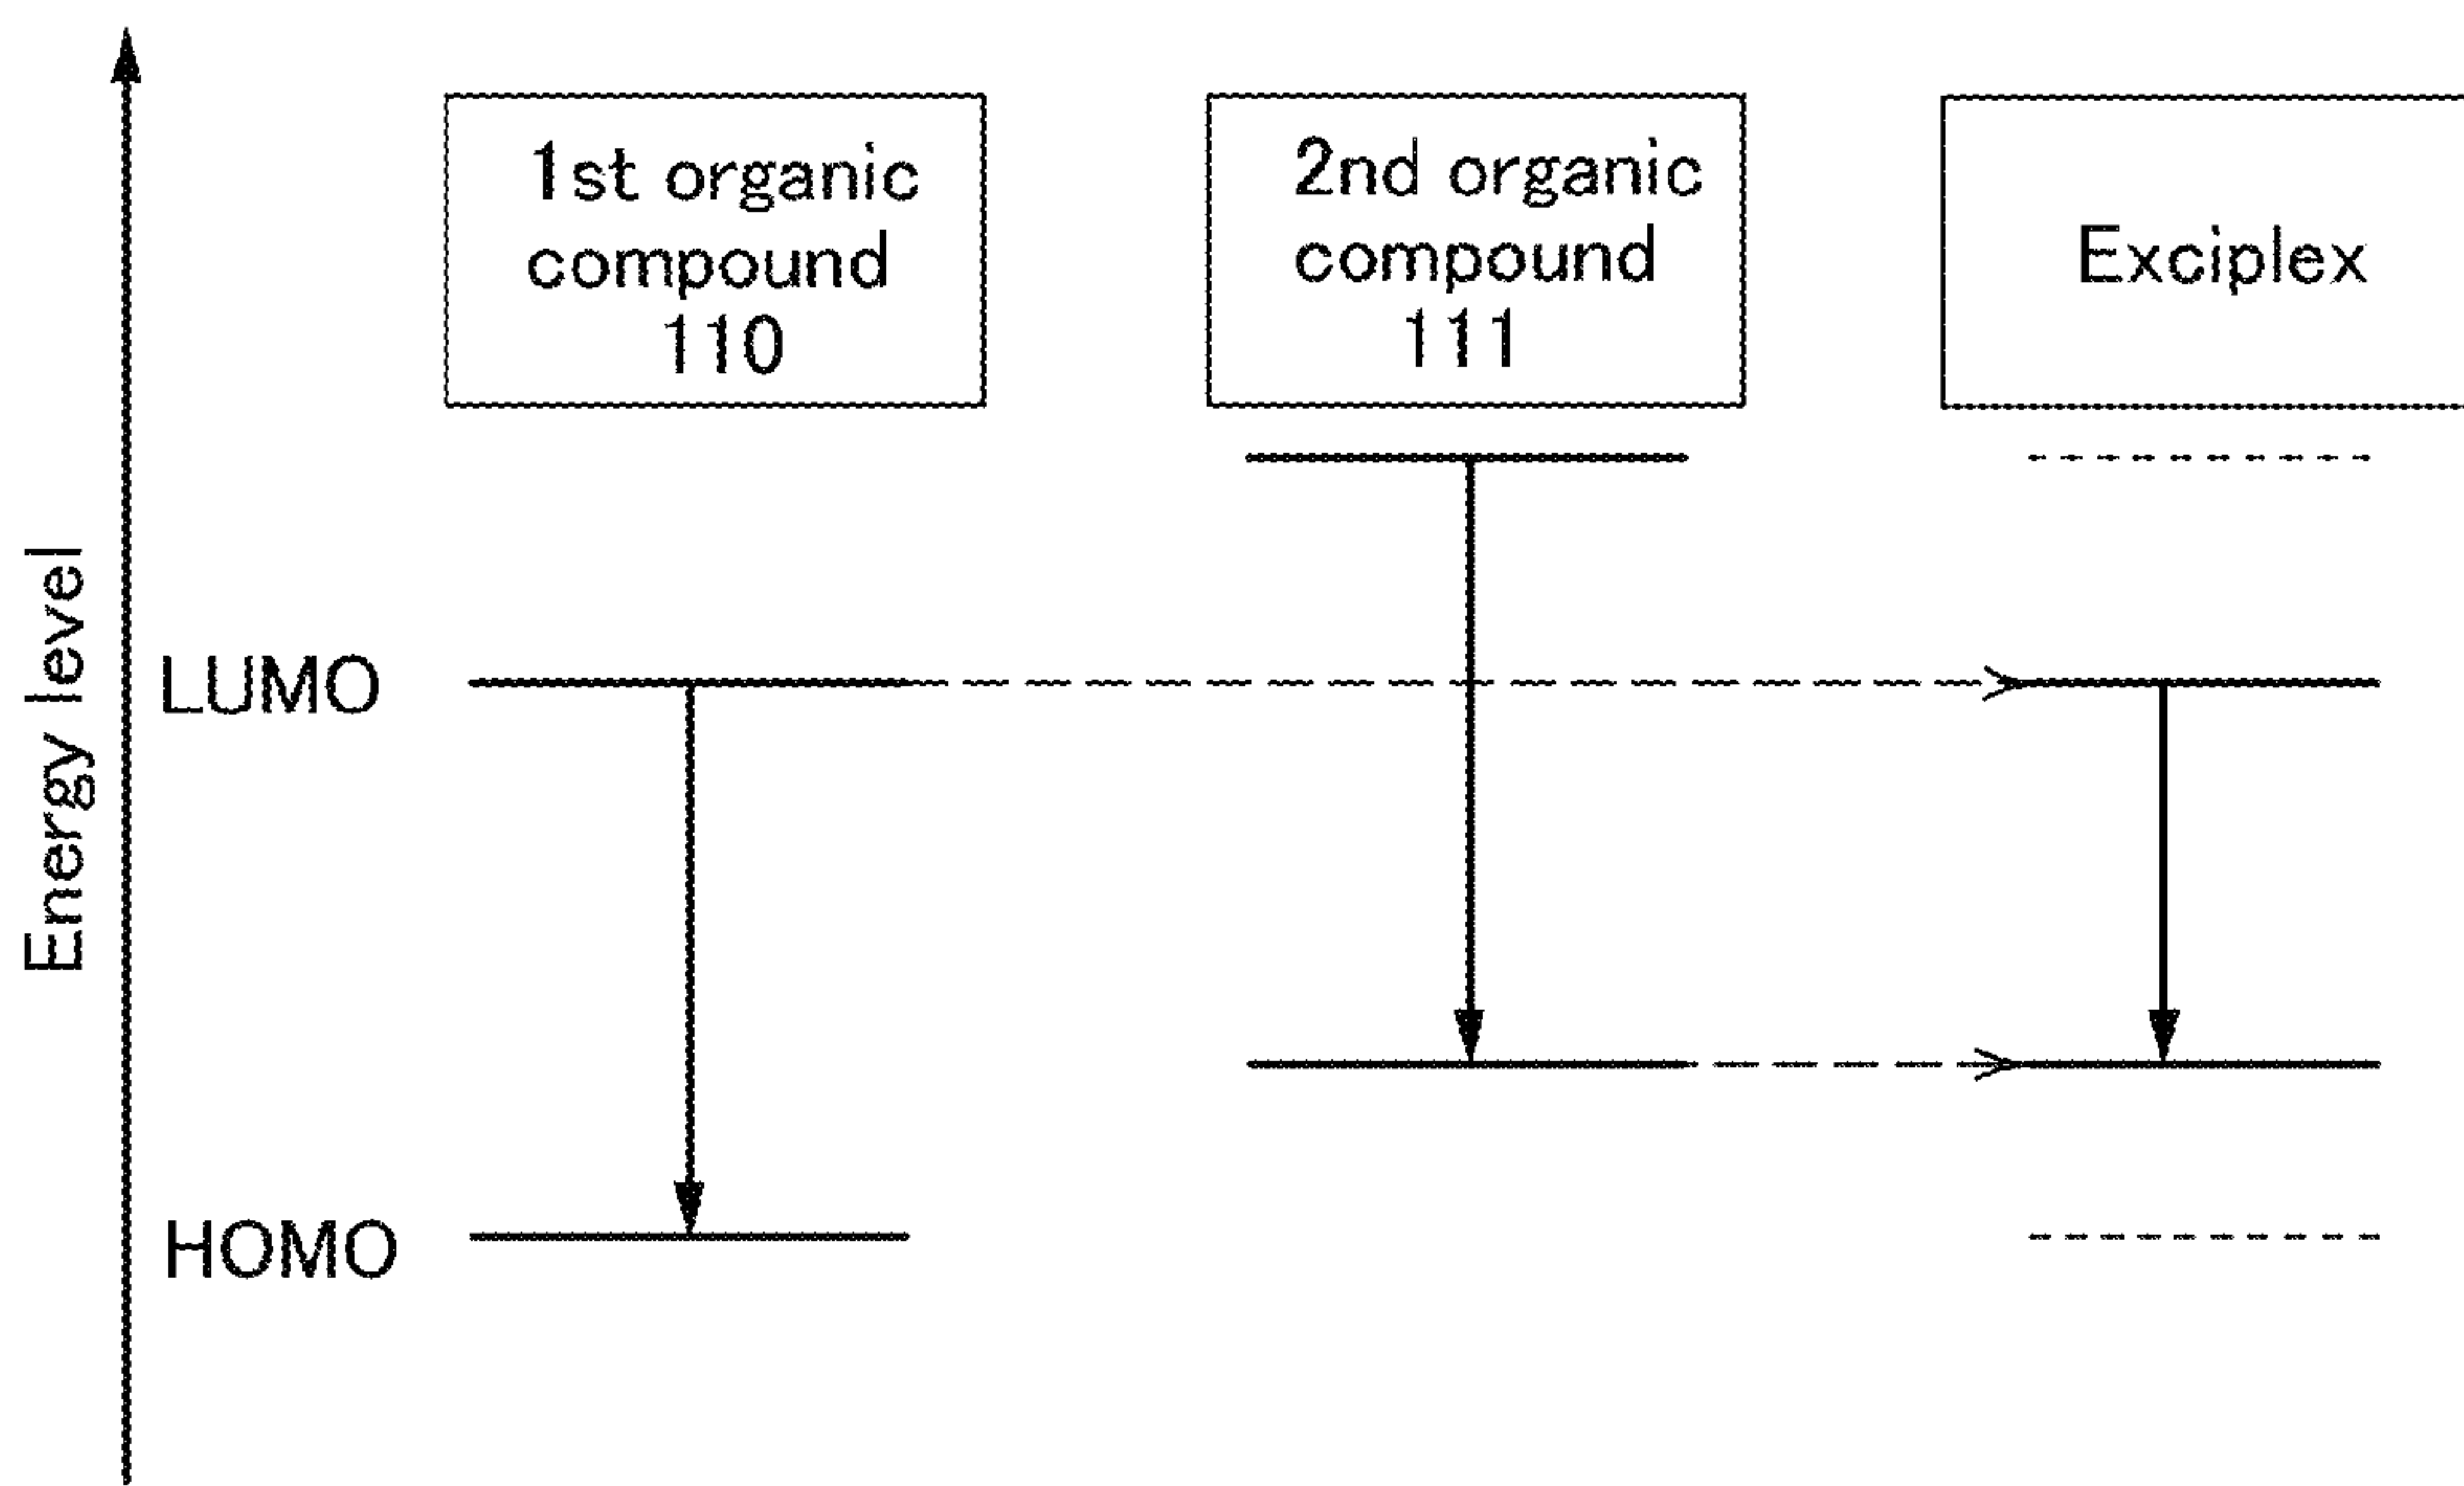 1st organic
compound
110
2nd organic
compound
111
Exciplex
Energy level
LUMO
HOMO